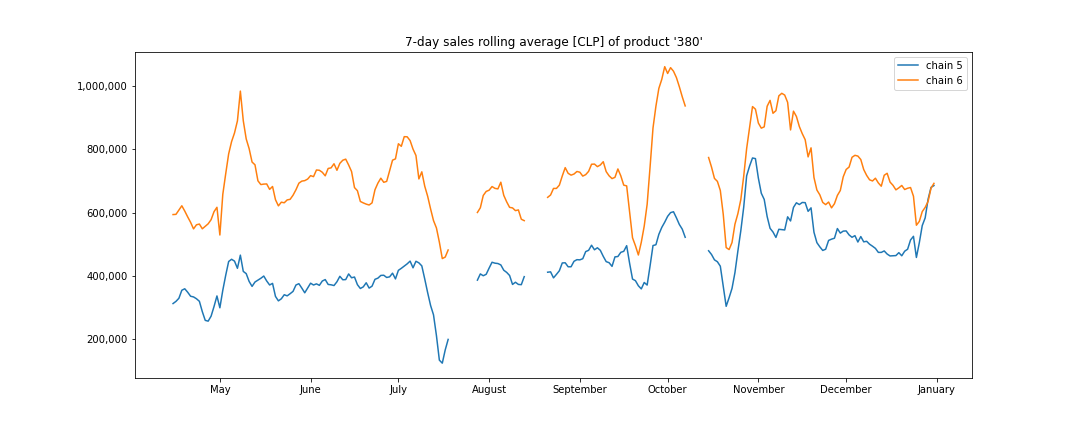 7-day sales rolling average [CLP] of product '380'
chain 5
chain 6
1,000,000
800,000
600,000
400,000
200,000
May June July August September October November December January